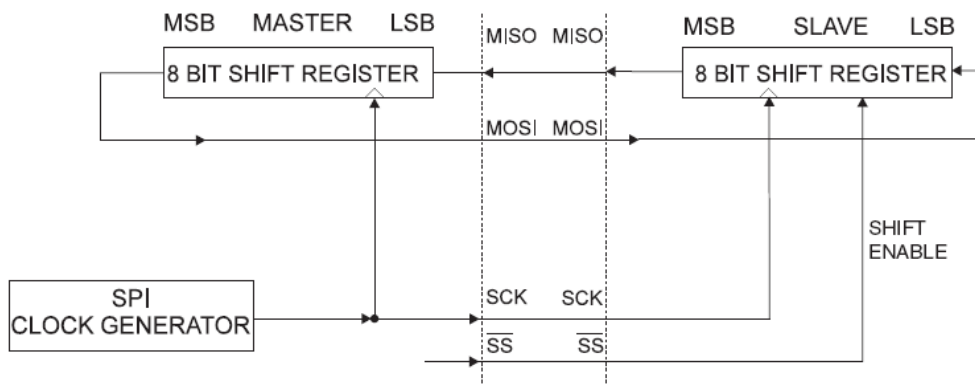 MSB MASTER LSB
8 BIT SHIFT REGISTER
MISO MISO
MSB SLAVE LSB
8 BIT SHIFT REGISTER
MOSI MOSI
SHIFT
ENABLE
SPI
CLOCK GENERATOR
SCK SCK
SS SS